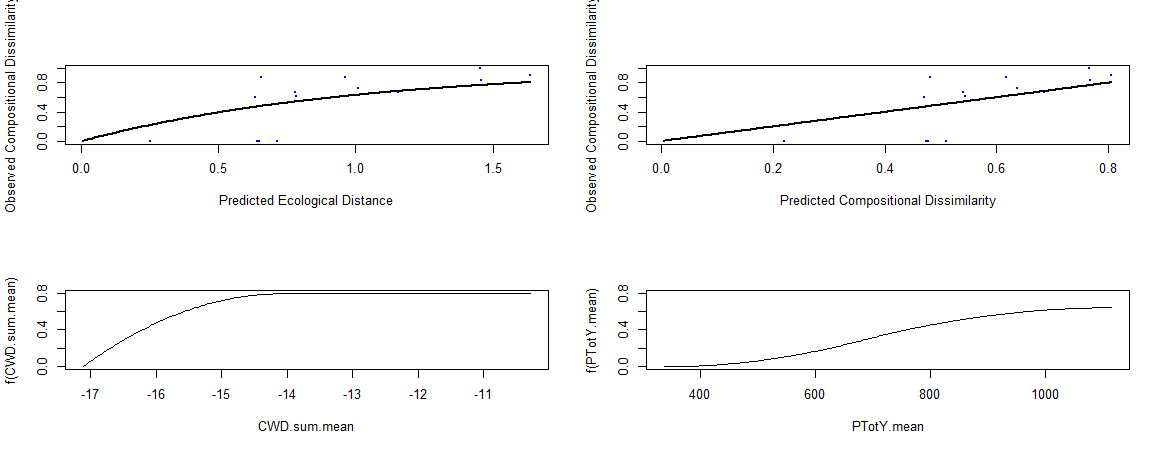 Observed Compositional Dissimilarity
0.0 0.4 0.8
0.0 0.5 1.0 1.5
Predicted Ecological Distance
Observed Compositional Dissimilarity
0.0 0.4 0.8
0.0 0.2 0.4 0.6 0.8
Predicted Compositional Dissimilarity
f(CWD.sum.mean)
0.0 0.4 0.8
-17 -16 -15 -14 -13 -12 -11
CWD.sum.mean
f(PTotY.mean)
0.0 0.4 0.8
400 600 800 1000
PTotY.mean